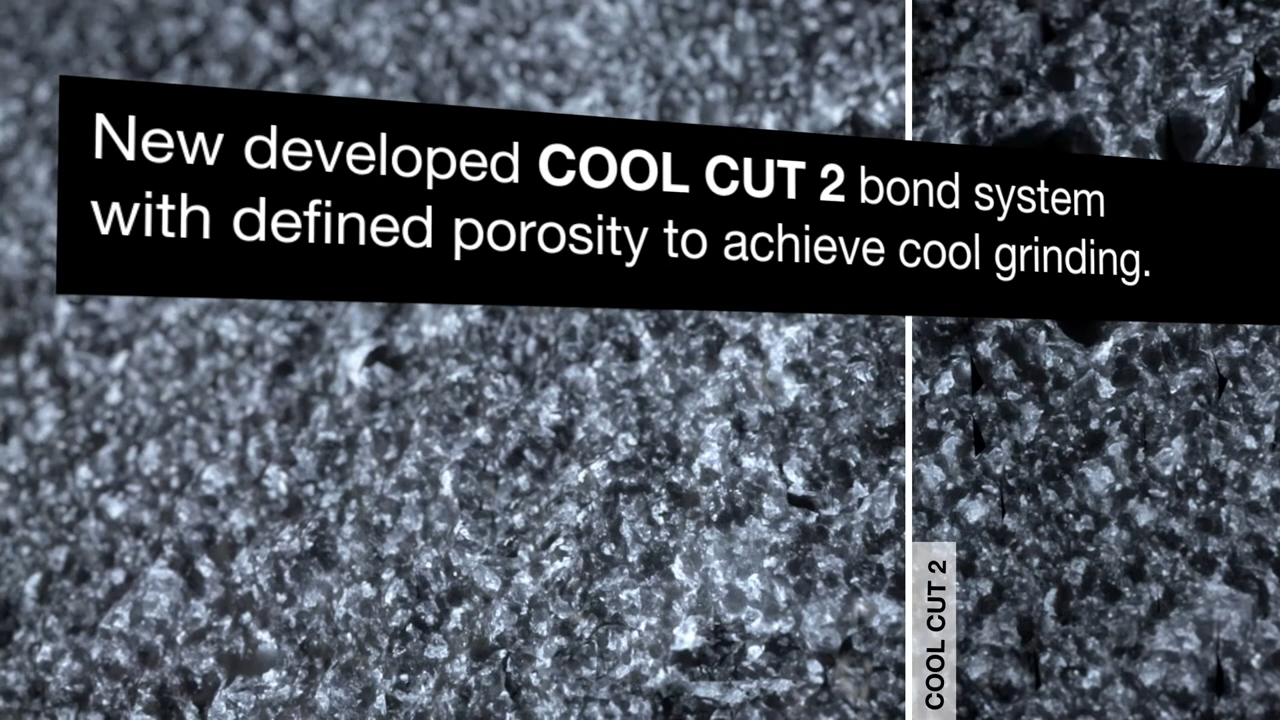 New developed COOL CUT 2 bond system
with defined porosity to achieve cool grinding.
COOL CUT 2